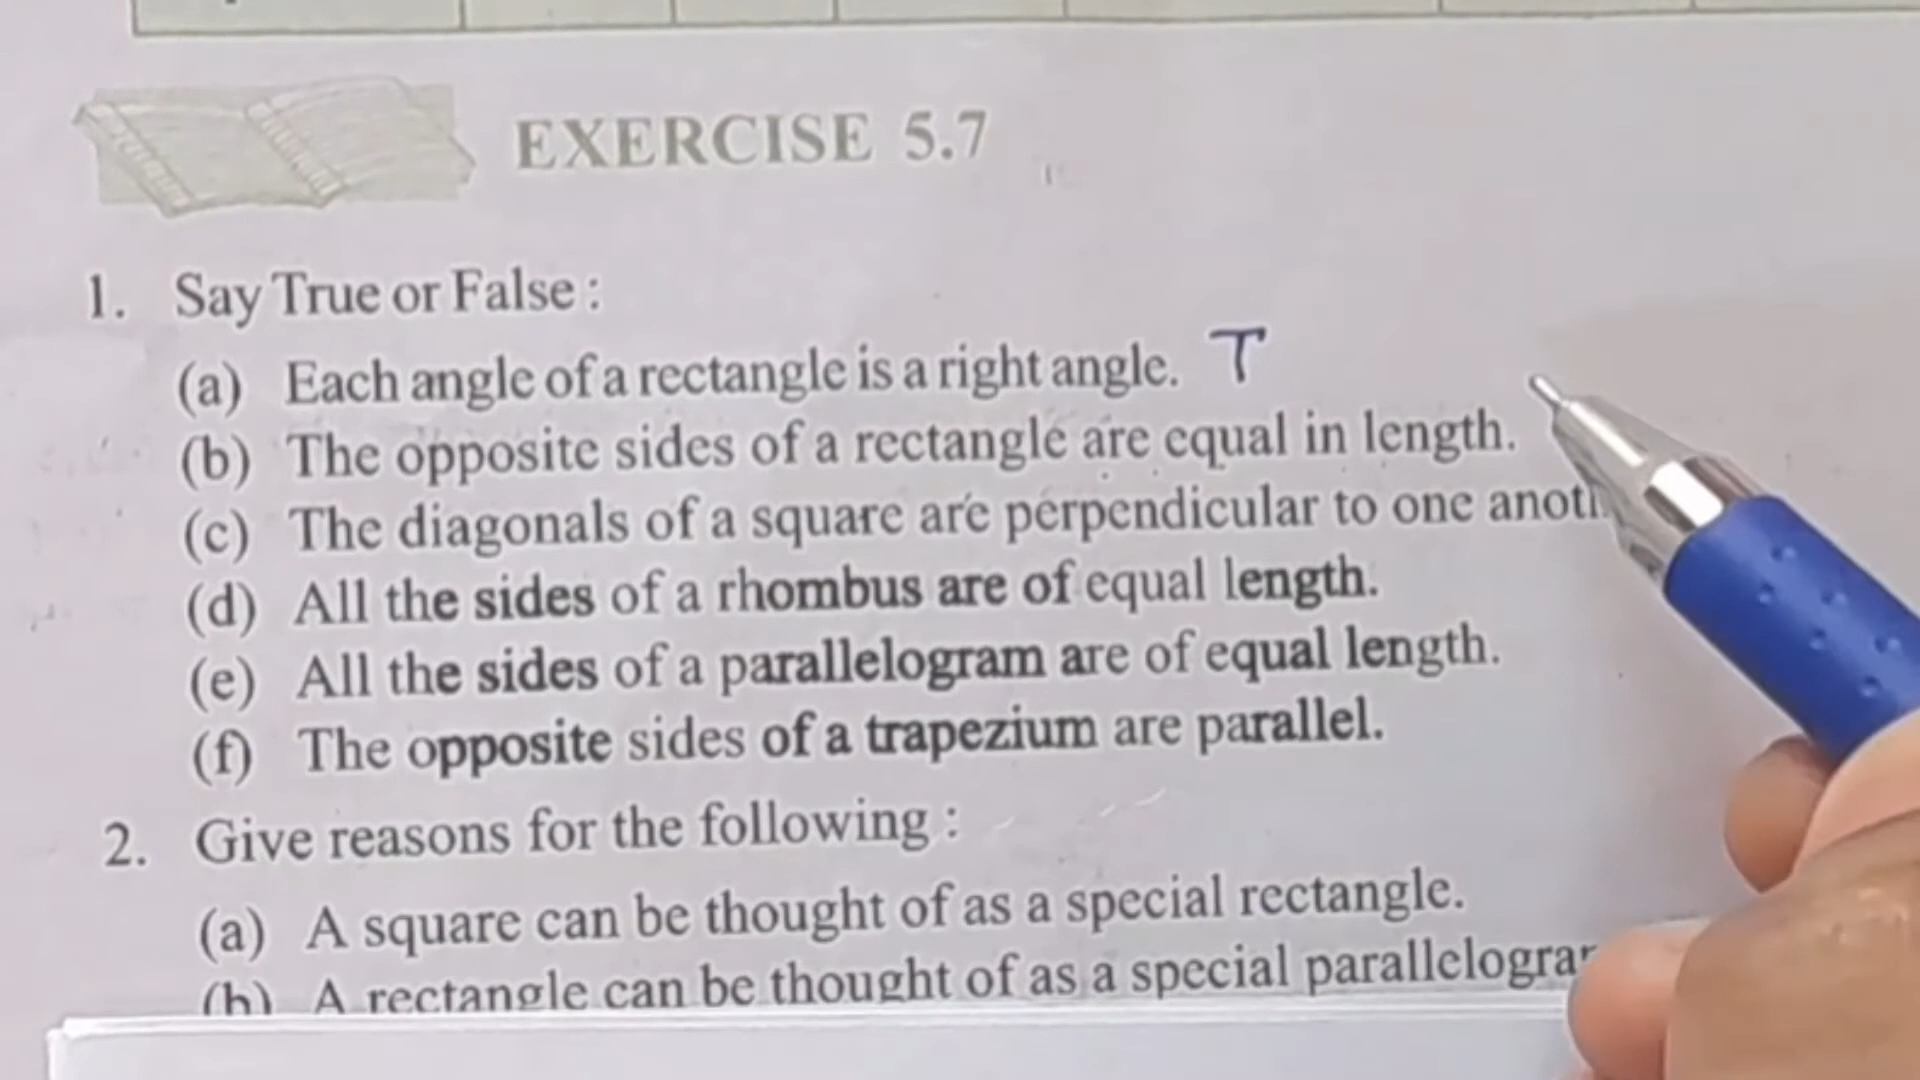 EXERCISE 5.7
1. Say True or False :
(a) Each angle of a rectangle is a right angle. T
(b) The opposite sides of a rectangle are equal in length.
(c) The diagonals of a square are perpendicular to one
(d) All the sides of a rhombus are of equal length.
(e) All the sides of a parallelogram are of equal length.
(f) The opposite sides of a trapezium are parallel.
2. Give reasons for the following :
(a) A square can be thought of as a special rectangle.
(b) A rectangle can be thought of as a special